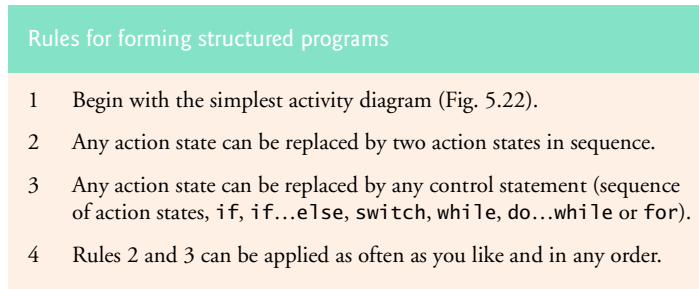 Rules for forming structured programs
1 Begin with the simplest activity diagram (Fig. 5.22).
2 Any action state can be replaced by two action states in sequence.
3 Any action state can be replaced by any control statement (sequence
of action states, if, if...else, switch, while, do...while or for).
4 Rules 2 and 3 can be applied as often as you like and in any order.